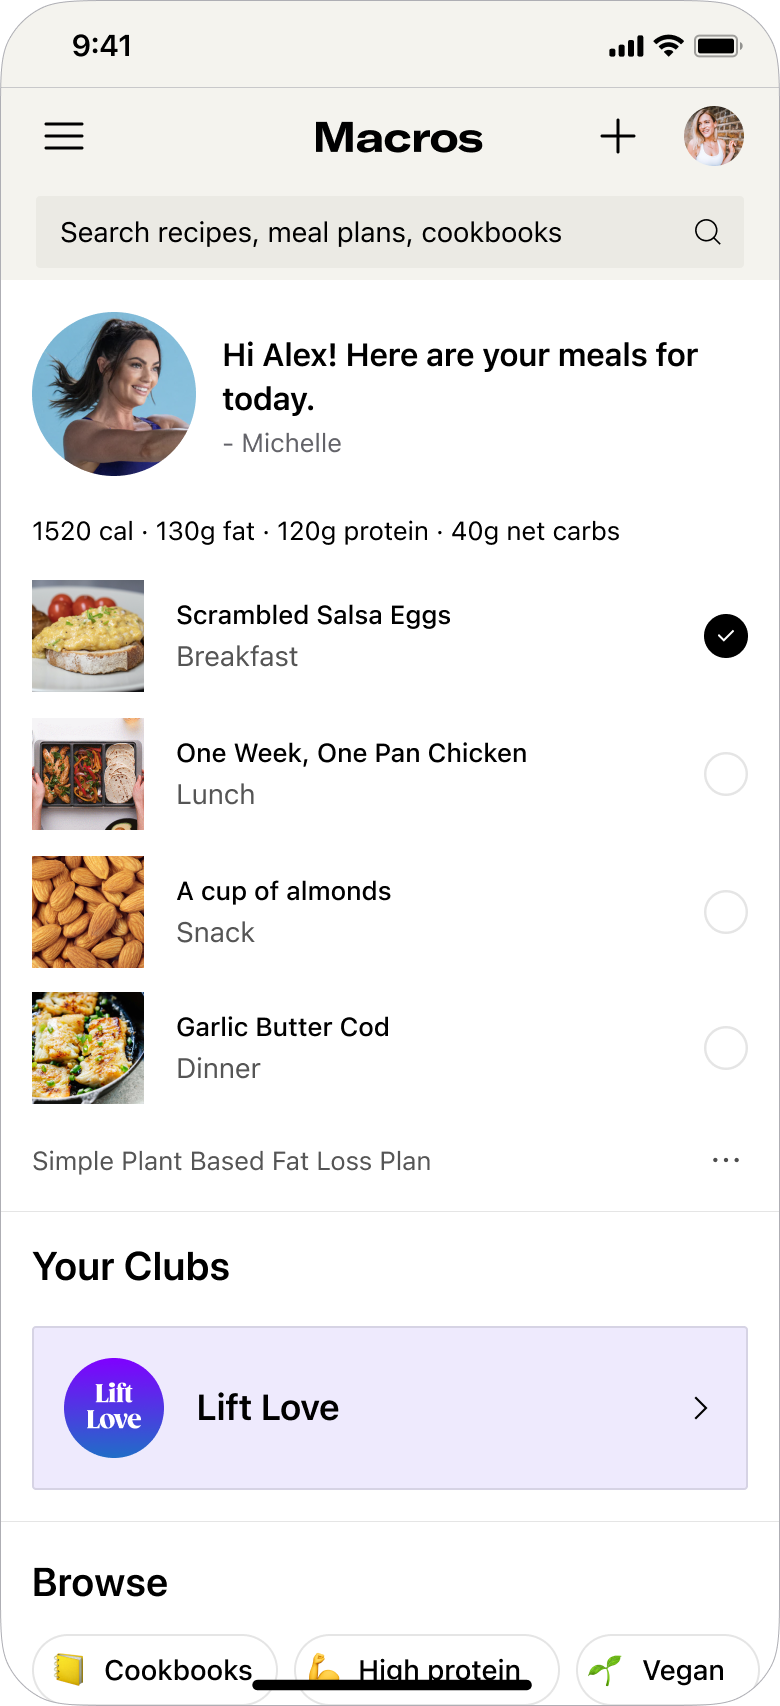 9:41
Macros
Search recipes, meal plans, cookbooks
Hi Alex! Here are your meals for
today.
- Michelle
1520 cal · 130g fat · 120g protein · 40g net carbs
Scrambled Salsa Eggs
Breakfast
One Week, One Pan Chicken
Lunch
A cup of almonds
Snack
Garlic Butter Cod
Dinner
Simple Plant Based Fat Loss Plan
Your Clubs
Lift
Love
Lift Love
Browse
Cookbooks High protein Vegan